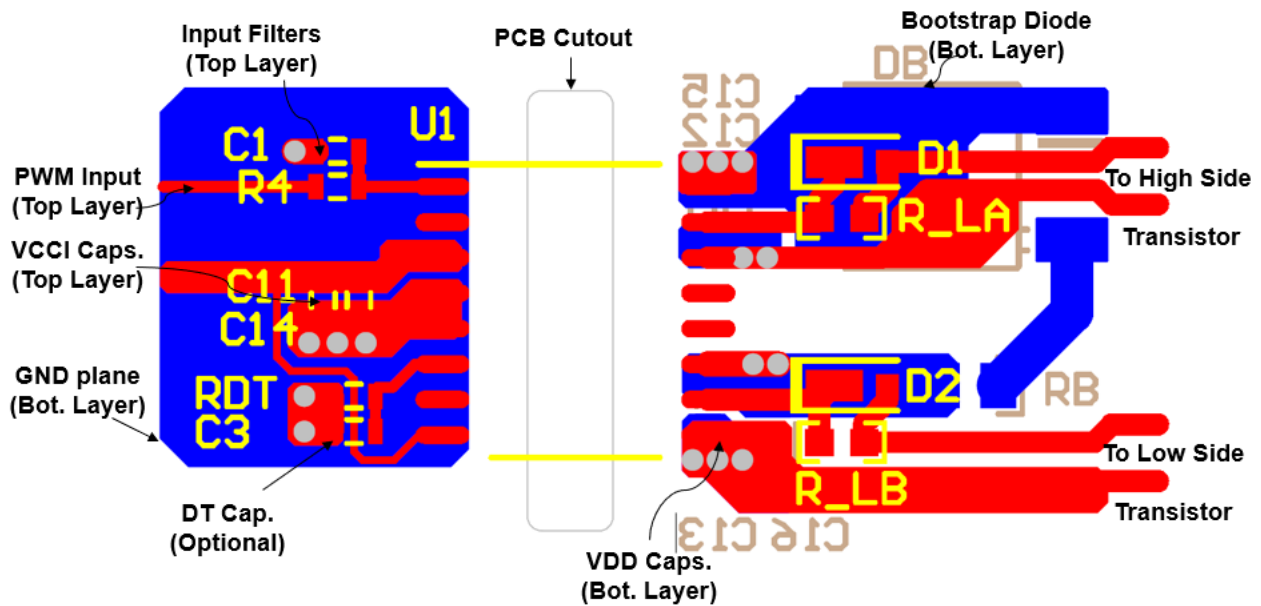 Input Filters
(Top Layer)
PCB Cutout
Bootstrap Diode
(Bot. Layer)
DB
C15
C12
C1
U1
R4
PWM Input
(Top Layer)
D1
To High Side
R_LA
Transistor
VCCI Caps.
(Top Layer)
C11
C14
GND plane
(Bot. Layer)
RDT
C3
D2
RB
To Low Side
R_LB
Transistor
DT Cap.
(Optional)
C13
C16
VDD Caps.
(Bot. Layer)